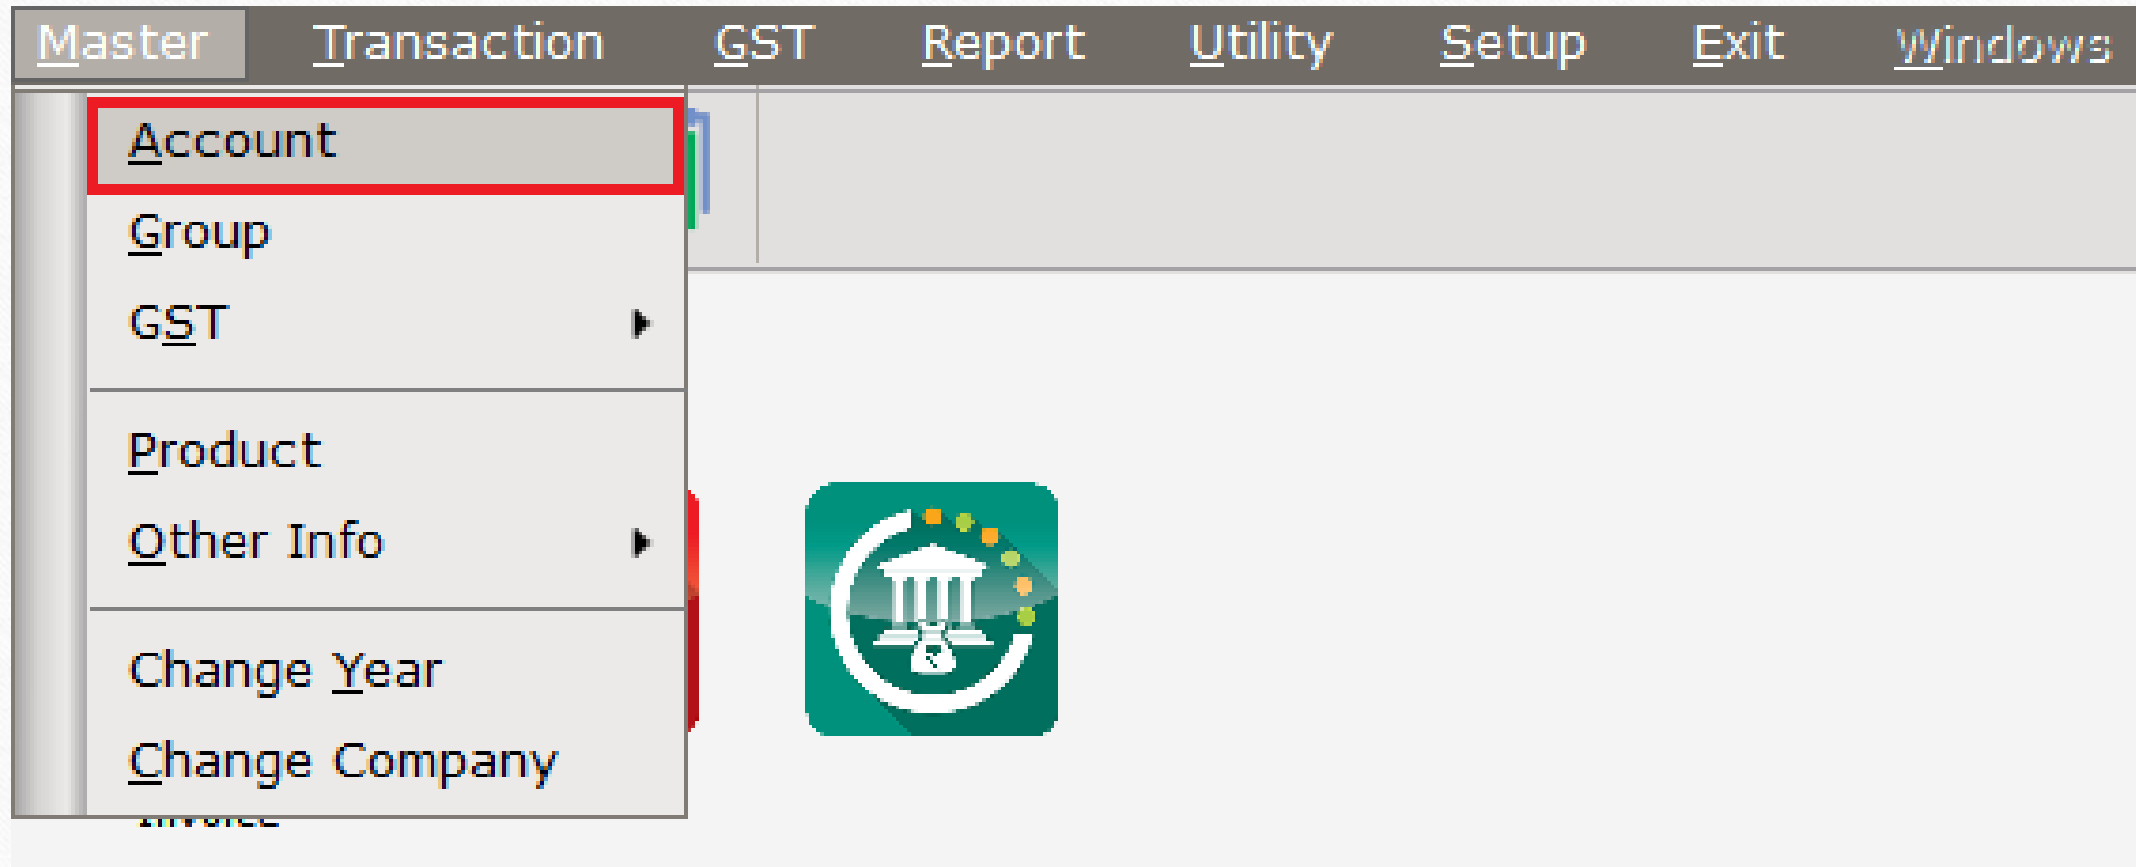 Master Transaction GST Report Utility Setup Exit Windows
Account
Group
GST
Product
Other Info
Change Year
Change Company